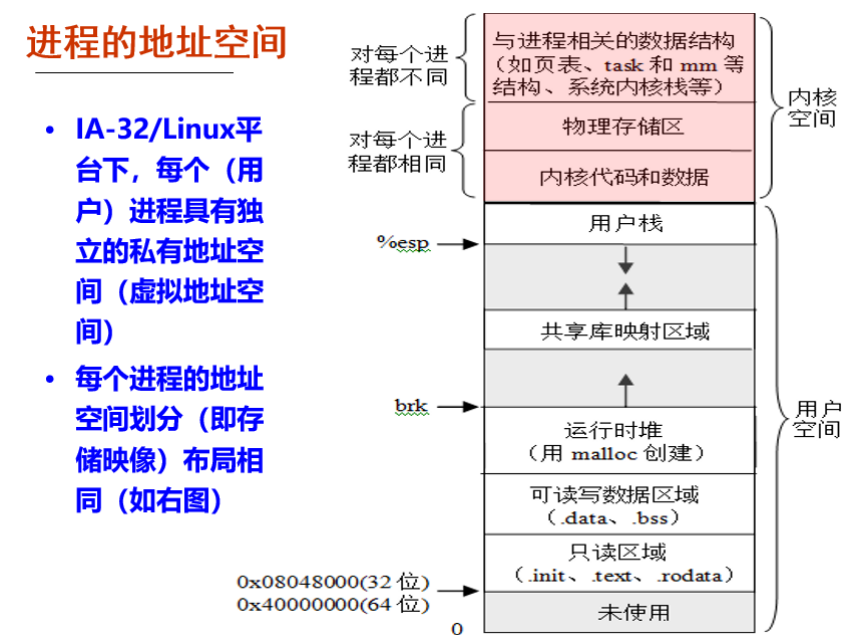 进程的地址空间
• IA-32/Linux平
台下，每个（用
户）进程具有独
立的私有地址空
间（虚拟地址空
间）
• 每个进程的地址
空间划分（即存
储映像）布局相
同（如右图）
对每个进
程都不同
与进程相关的数据结构
（如页表、task 和 mm 等
结构、系统内核栈等）
对每个进
程都相同
物理存储区
内核代码和数据
内核
空间
用户栈
%esp
共享库映射区域
brk
运行时堆
（用 malloc 创建）
用户
空间
可读写数据区域
（.data、.bss）
只读区域
（.init、.text、.rodata）
0x08048000(32 位)
0x40000000(64 位)
未使用
0